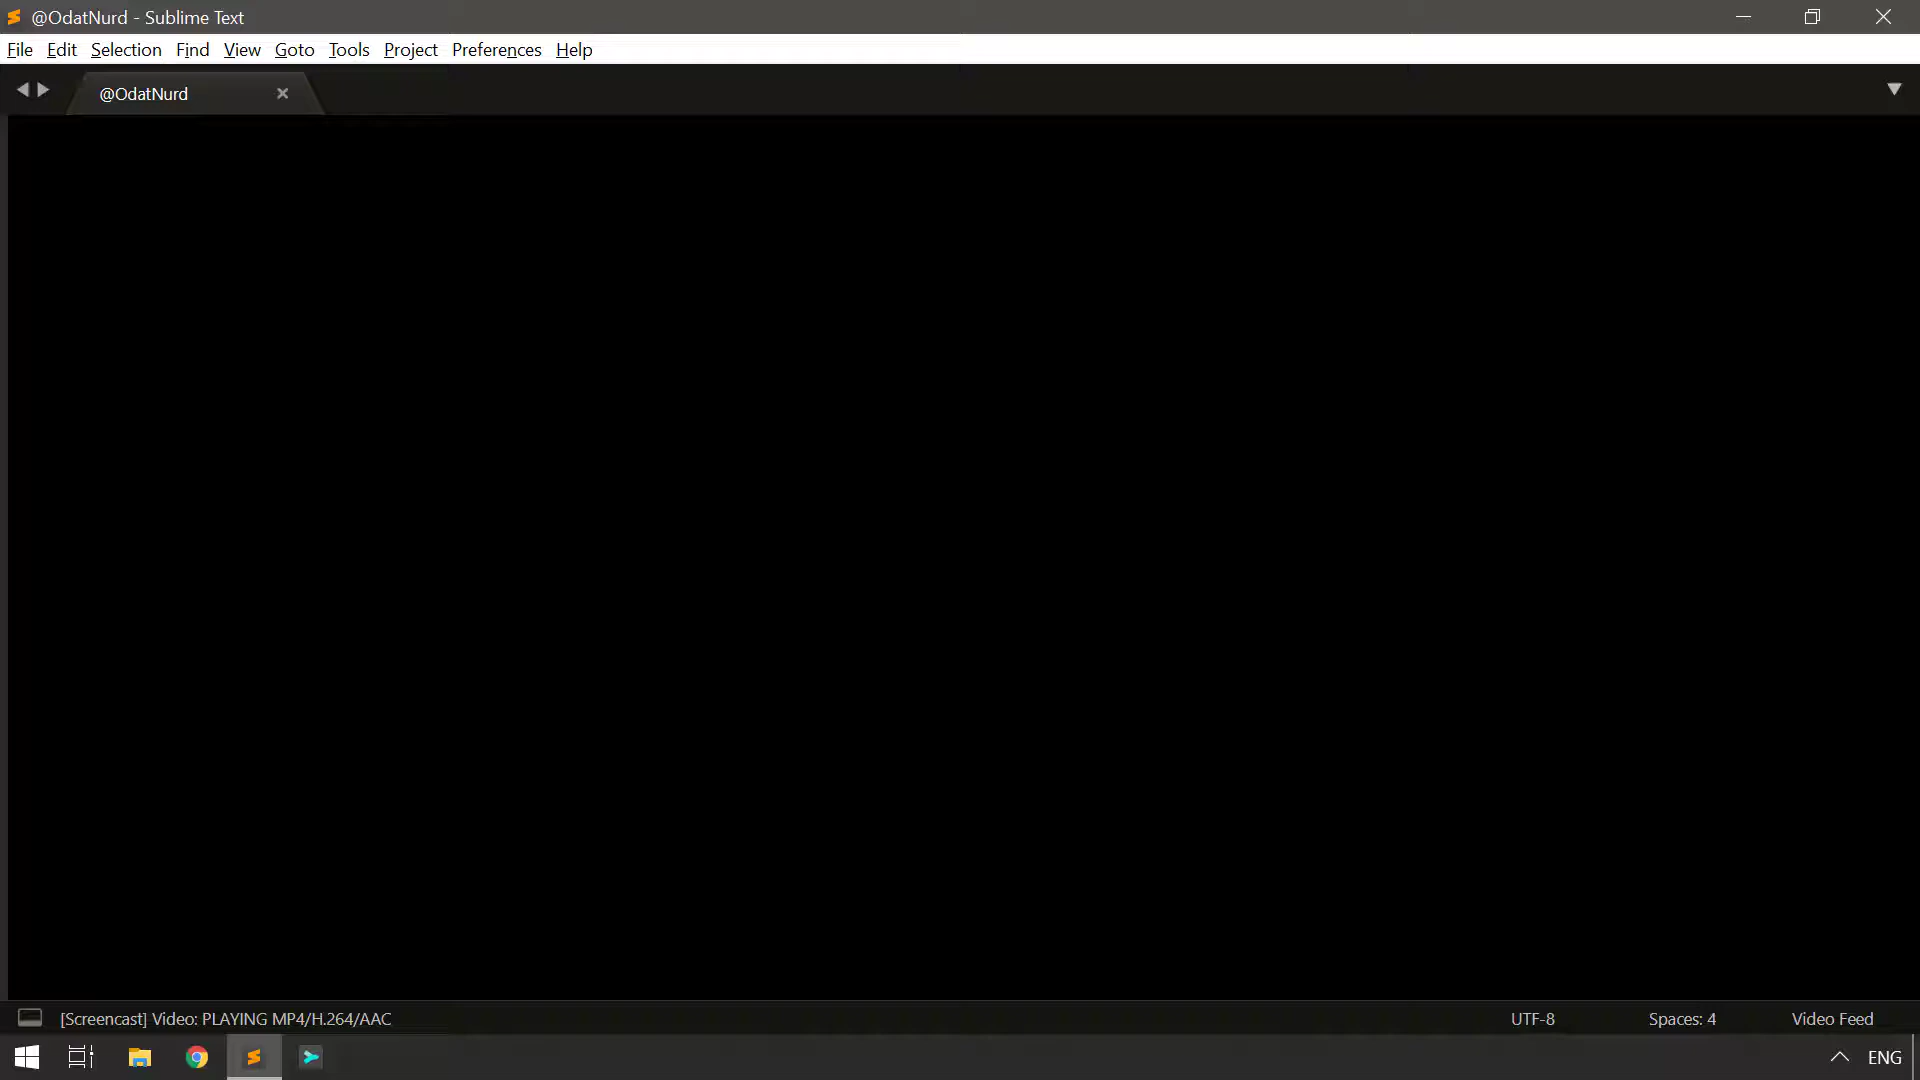 @OdatNurd - Sublime Text
File Edit Selection Find View Goto Tools Project Preferences Help
@OdatNurd
[Screencast] Video: PLAYING MP4/H.264/AAC UTF-8 Spaces: 4 Video Feed
ENG